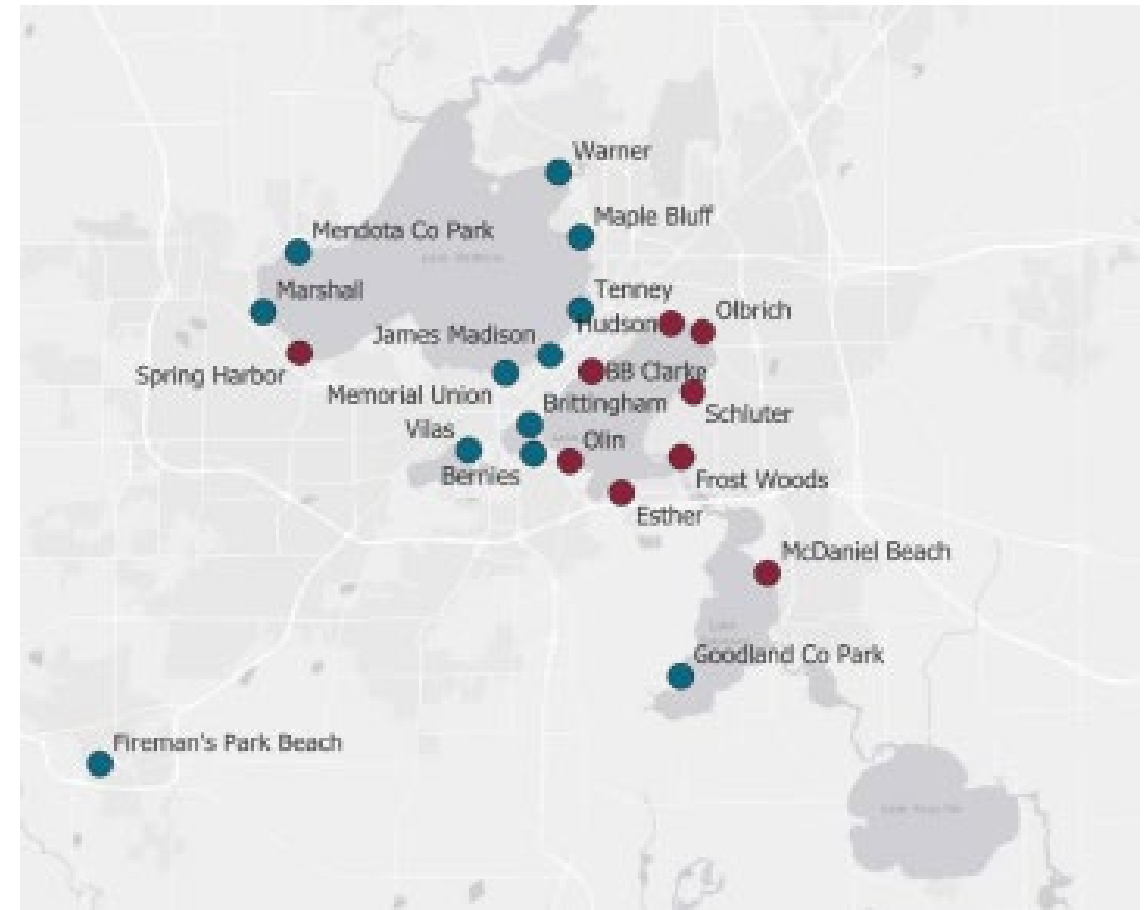 Warner
Maple Bluff
Mendota Co Park
Marshall
Tenney
Hudson
Olbrich
James Madison
Spring Harbor
BB Clarke
Memorial Union
Brittingham
Schluter
Vilas
Olin
Bernies
Frost Woods
Esther
McDaniel Beach
Goodland Co Park
Fireman's Park Beach